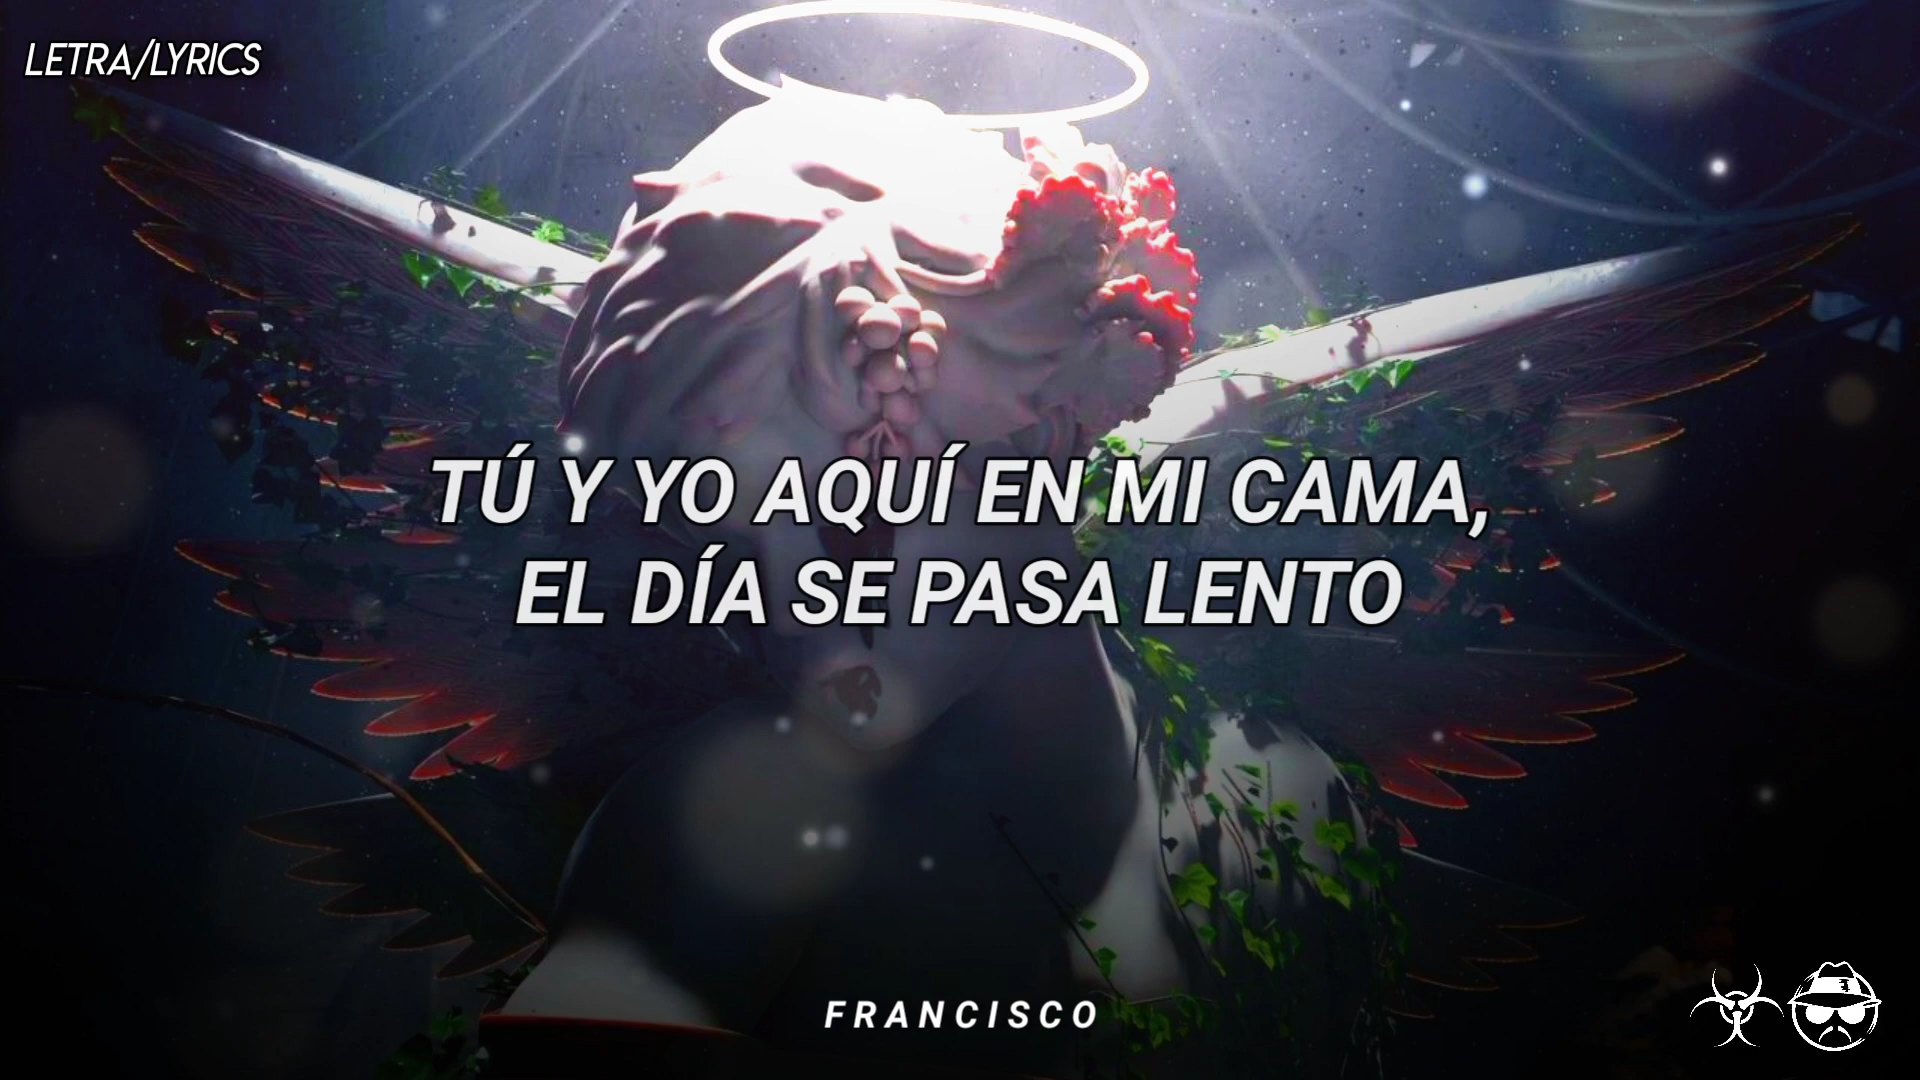 LETRA/LYRICS
TÚ Y YO AQUÍ EN MI CAMA,
EL DÍA SE PASA LENTO
FRANCISCO